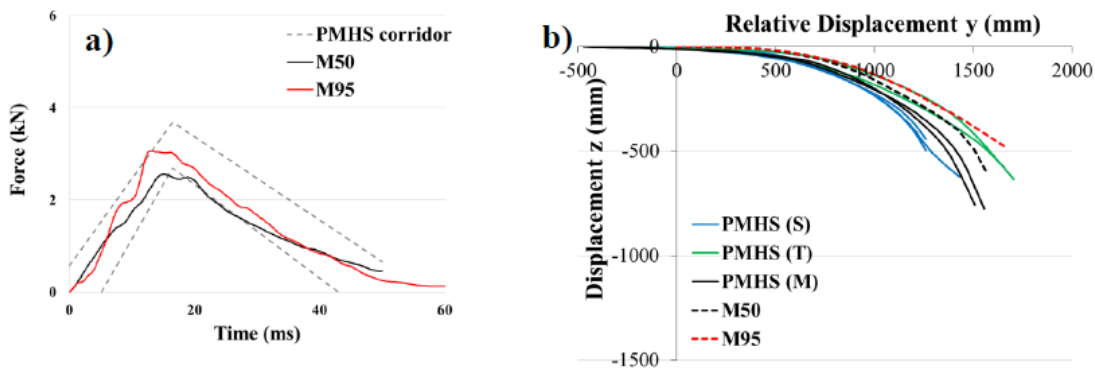 a)
6
4
2
0
Force (kN)
0
20
40
60
Time (ms)
PMHS corridor
M50
M95
b)
Relative Displacement y (mm)
-500
0
500
1000
1500
2000
0
-500
-1000
-1500
Displacement z (mm)
PMHS (S)
PMHS (T)
PMHS (M)
M50
M95